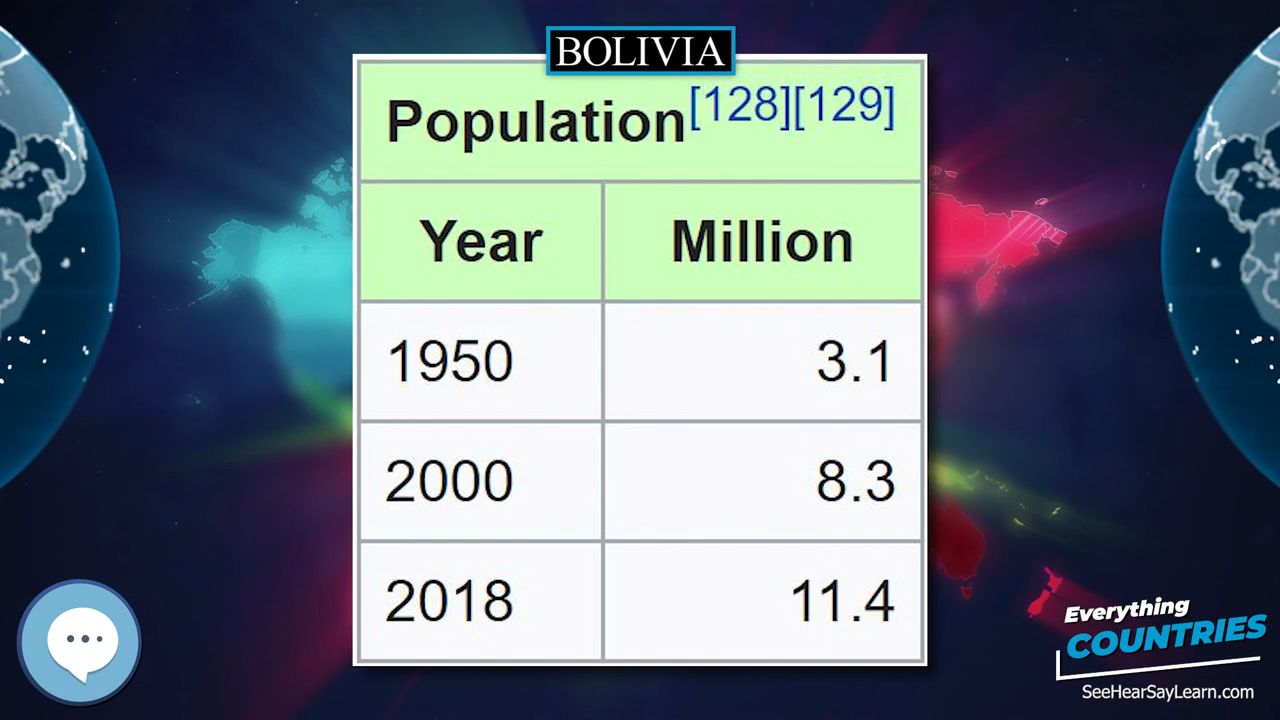 BOLIVIA
Population[128][129]
Year Million
1950 3.1
2000 8.3
2018 11.4
Everything
COUNTRIES
SeeHearSayLearn.com